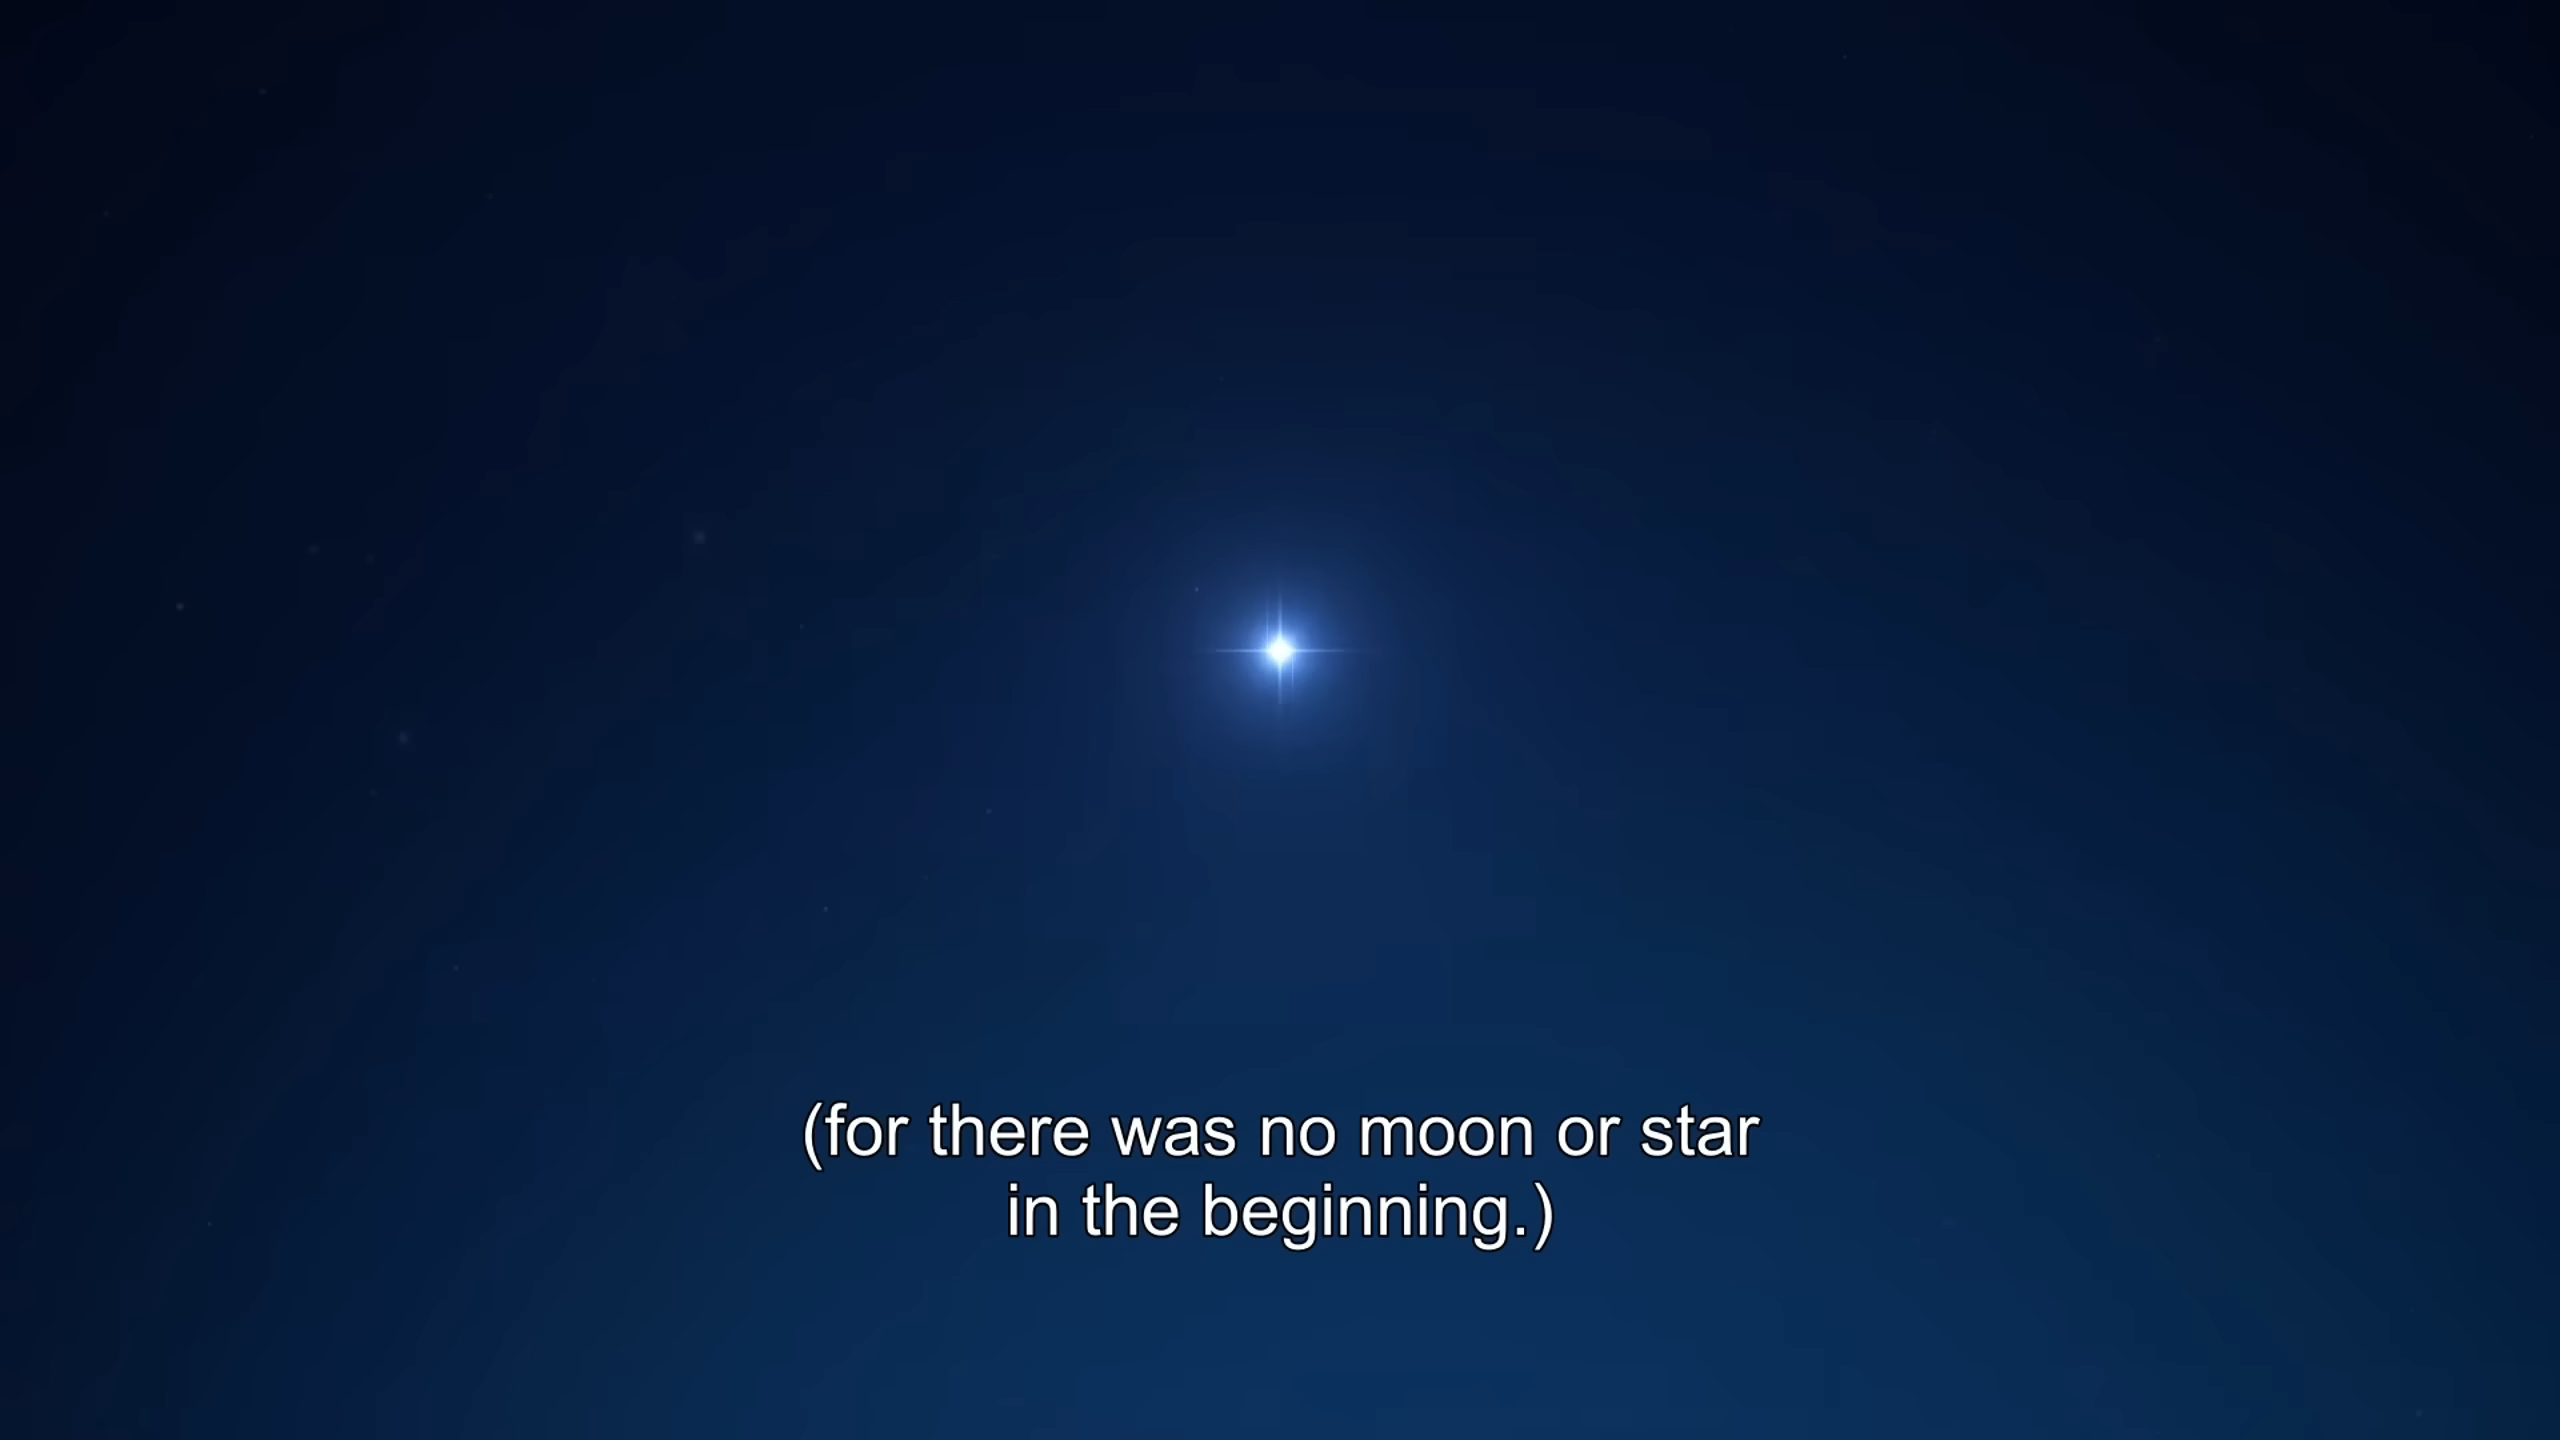 (for there was no moon or star
in the beginning.)